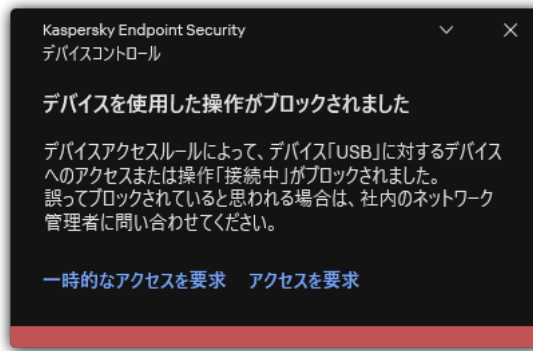 Kaspersky Endpoint Security
デバイスコントロール
デバイスを使用した操作がブロックされました
デバイスアクセスルールによって、デバイス「USB」に対するデバイス
へのアクセスまたは操作「接続中」がブロックされました。
誤ってブロックされていると思われる場合は、社内のネットワーク
管理者に問い合わせてください。
一時的なアクセスを要求 アクセスを要求